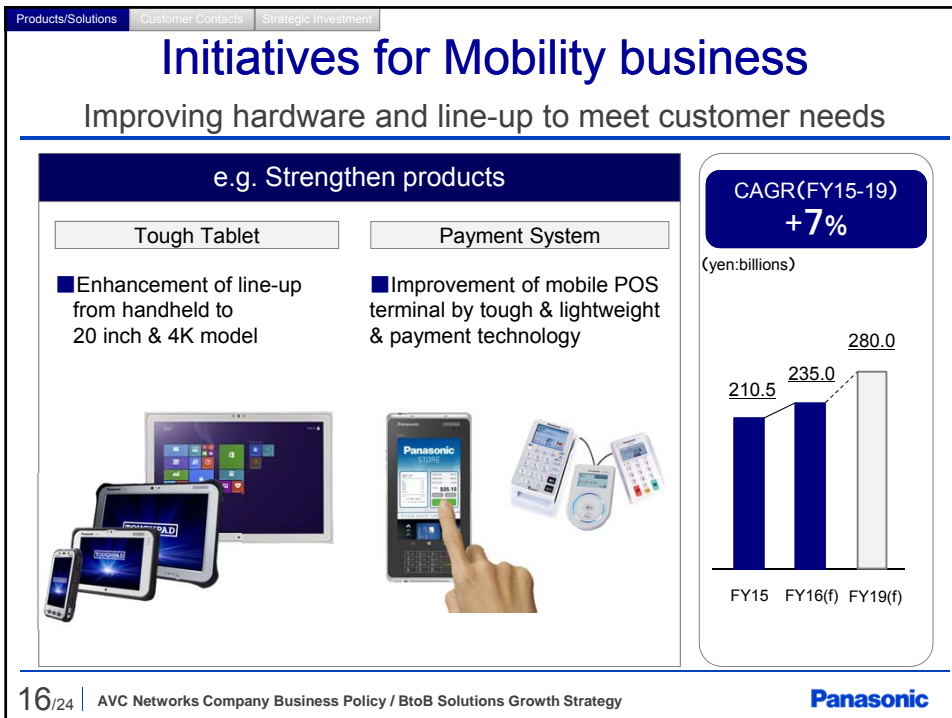 Products/Solutions
Customer Contacts
Strategic Investment
Initiatives for Mobility business
Improving hardware and line-up to meet customer needs
e.g. Strengthen products
Tough Tablet
■Enhancement of line-up
from handheld to
20 inch & 4K model
TOUGHPAD
TOUGHPAD
Payment System
■Improvement of mobile POS
terminal by tough & lightweight
& payment technology
Panasonic
Panasonic
STORE
$25.15
CAGR(FY15-19)
+7%
(yen:billions)
210.5
235.0
280.0
FY15
FY16(f)
FY19(f)
16/24
AVC Networks Company Business Policy / BtoB Solutions Growth Strategy
Panasonic